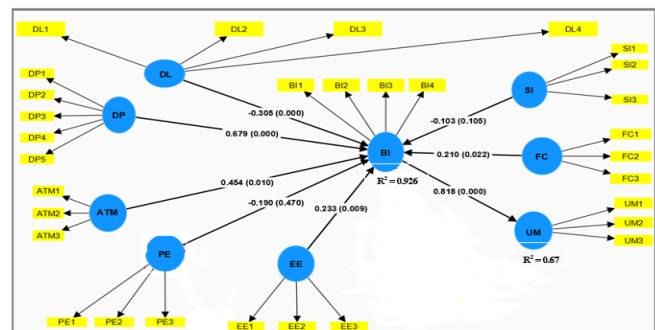 DL1
DL2
DL3
DL4
DL
SI1
SI2
SI3
SI
DP1
DP2
DP3
DP4
DP5
DP
BI1
BI2
BI3
BI4
-0.305 (0.000)
-0.103 (0.105)
0.679 (0.000)
BI
R² = 0.926
0.210 (0.022)
FC
FC1
FC2
FC3
0.454 (0.010)
-0.190 (0.470)
0.233 (0.009)
0.818 (0.000)
ATM1
ATM2
ATM3
ATM
UM1
UM2
UM3
UM
R² = 0.67
PE
EE
PE1
PE2
PE3
EE1
EE2
EE3